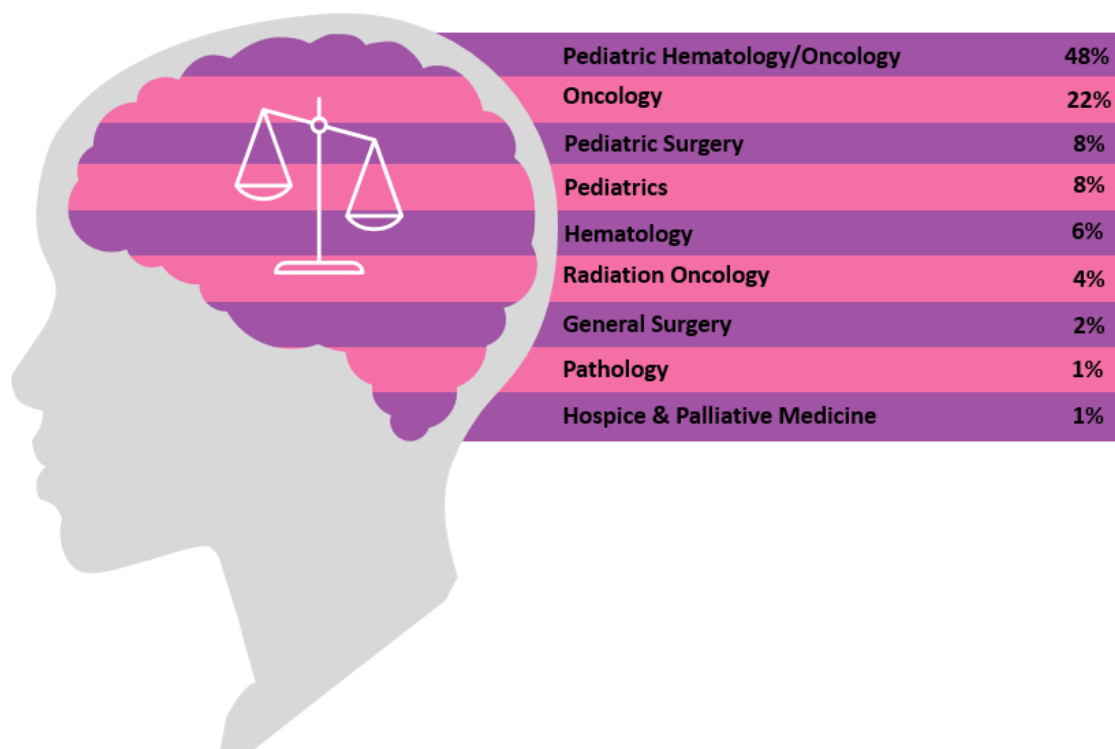 Pediatric Hematology/Oncology 48%
Oncology 22%
Pediatric Surgery 8%
Pediatrics 8%
Hematology 6%
Radiation Oncology 4%
General Surgery 2%
Pathology 1%
Hospice & Palliative Medicine 1%